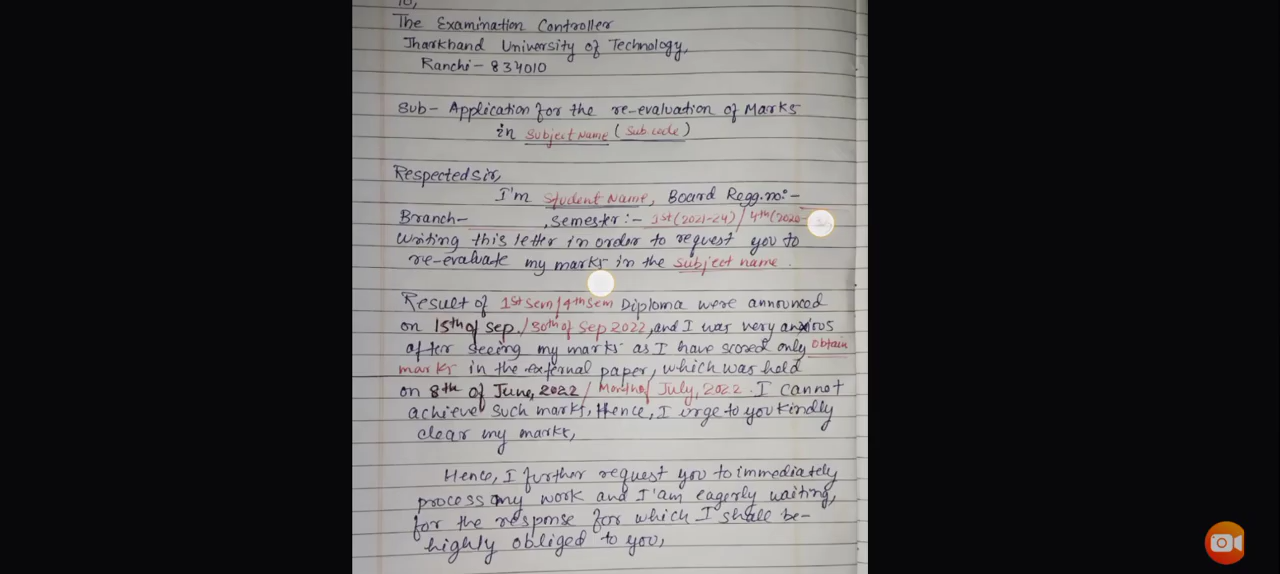 To,
The Examination Controller
Jharkhand University of Technology,
Ranchi - 834010
Sub - Application for the re-evaluation of Marks
in Subject Name (Sub code)
Respected Sir,
I'm Student Name, Board Regg.no:-
Branch- , Semester:- 1st (2021-24) / 4th (2020-
writing this letter in order to request you to
re-evaluate my marks in the subject name.
Result of 1st Sem/4th Sem Diploma were announced
on 15th of Sep./30th of Sep 2022, and I was very anxious
after seeing my marks as I have scored only obtain
marks in the external paper, which was held
on 8th of June, 2022 / Month of July, 2022. I cannot
achieve such marks, Hence, I urge to you kindly
clear my marks,
Hence, I further request you to immediately
process my work and I'am eagerly waiting,
for the response for which I shall be-
highly obliged to you,